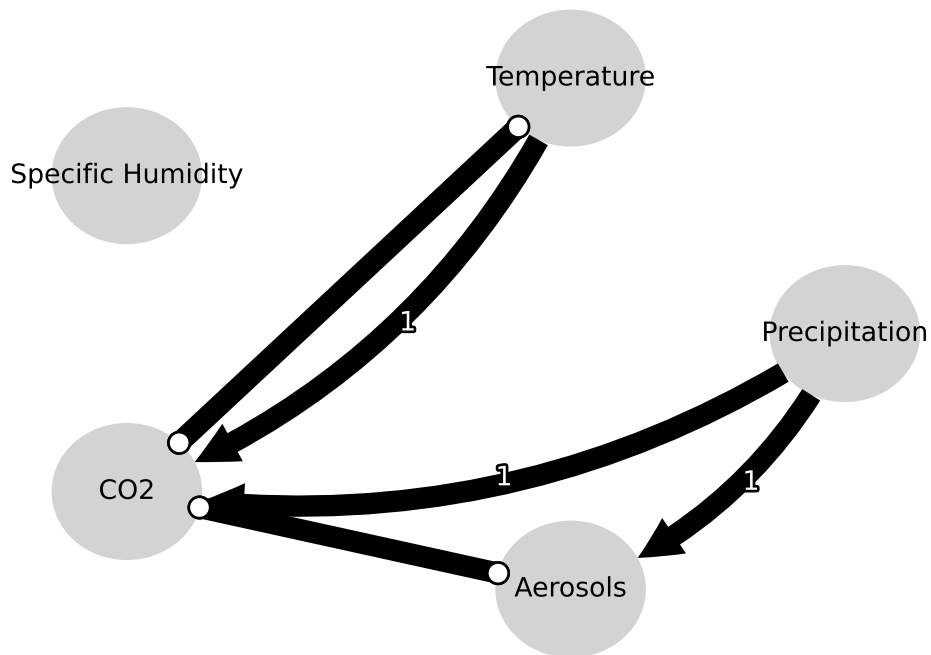 Temperature
Specific Humidity
1
Precipitation
1
1
CO2
Aerosols